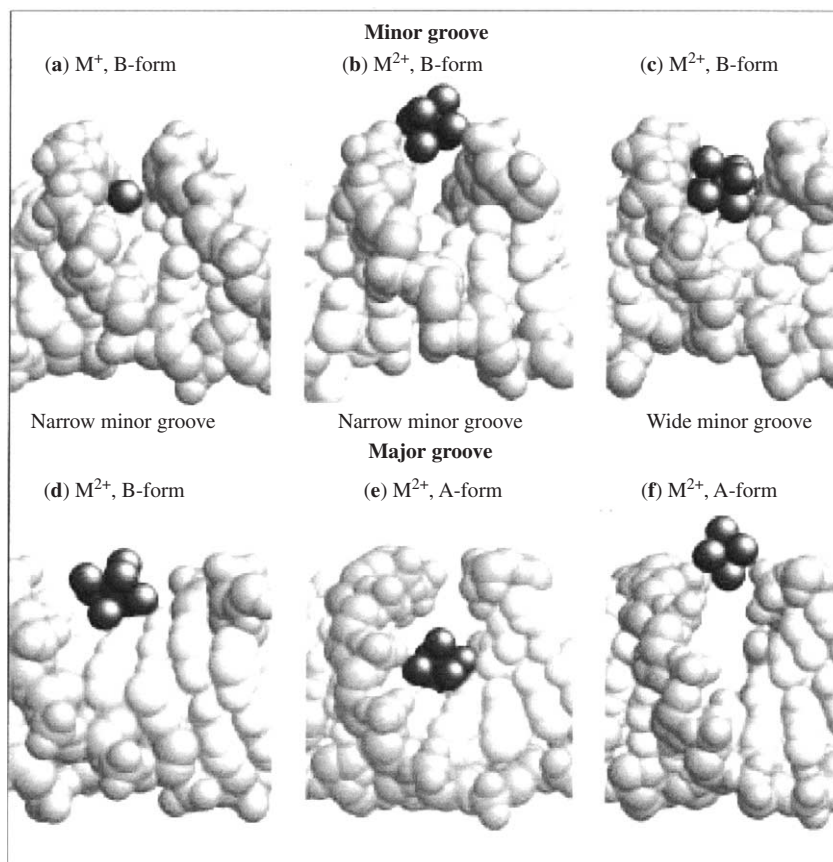 Minor groove
(a) M⁺, B-form (b) M²⁺, B-form (c) M²⁺, B-form
Narrow minor groove Narrow minor groove Wide minor groove
Major groove
(d) M²⁺, B-form (e) M²⁺, A-form (f) M²⁺, A-form